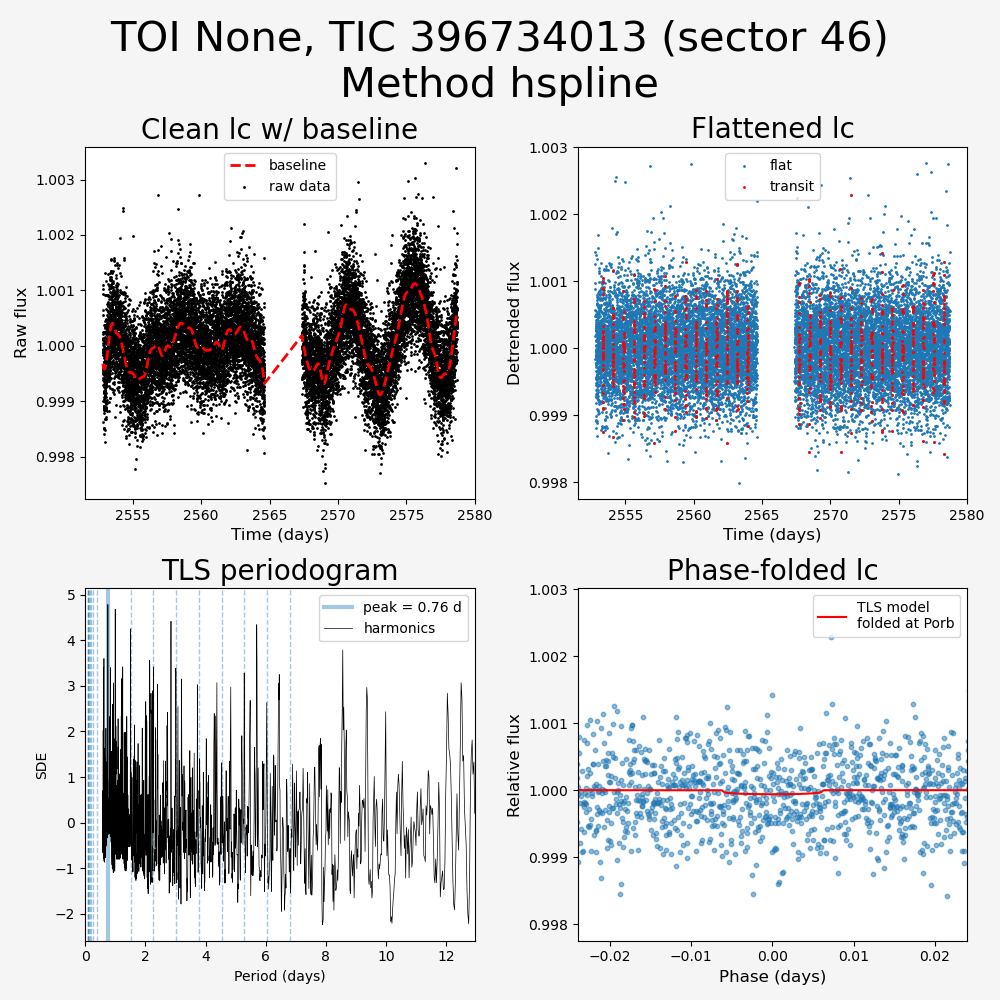 TOI None, TIC 396734013 (sector 46)
Method hspline
Clean lc w/ baseline
baseline
raw data
Raw flux
1.003
1.002
1.001
1.000
0.999
0.998
2555 2560 2565 2570 2575 2580
Time (days)
Flattened lc
flat
transit
Detrended flux
1.003
1.002
1.001
1.000
0.999
0.998
2555 2560 2565 2570 2575 2580
Time (days)
TLS periodogram
peak = 0.76 d
harmonics
SDE
5
4
3
2
1
0
−1
−2
0 2 4 6 8 10 12
Period (days)
Phase-folded lc
TLS model
folded at Porb
Relative flux
1.003
1.002
1.001
1.000
0.999
0.998
−0.02 −0.01 0.00 0.01 0.02
Phase (days)